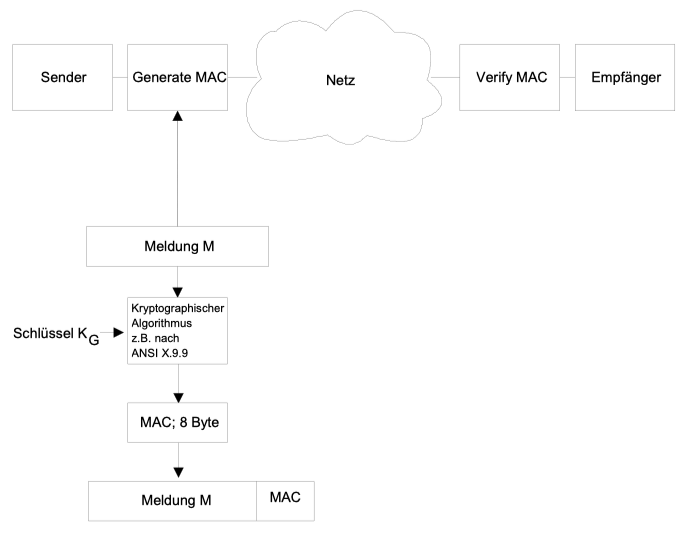 Sender
Generate MAC
Netz
Verify MAC
Empfänger
Meldung M
Kryptographischer
Algorithmus
z.B. nach
ANSI X.9.9
Schlüssel KG
MAC; 8 Byte
Meldung M
MAC